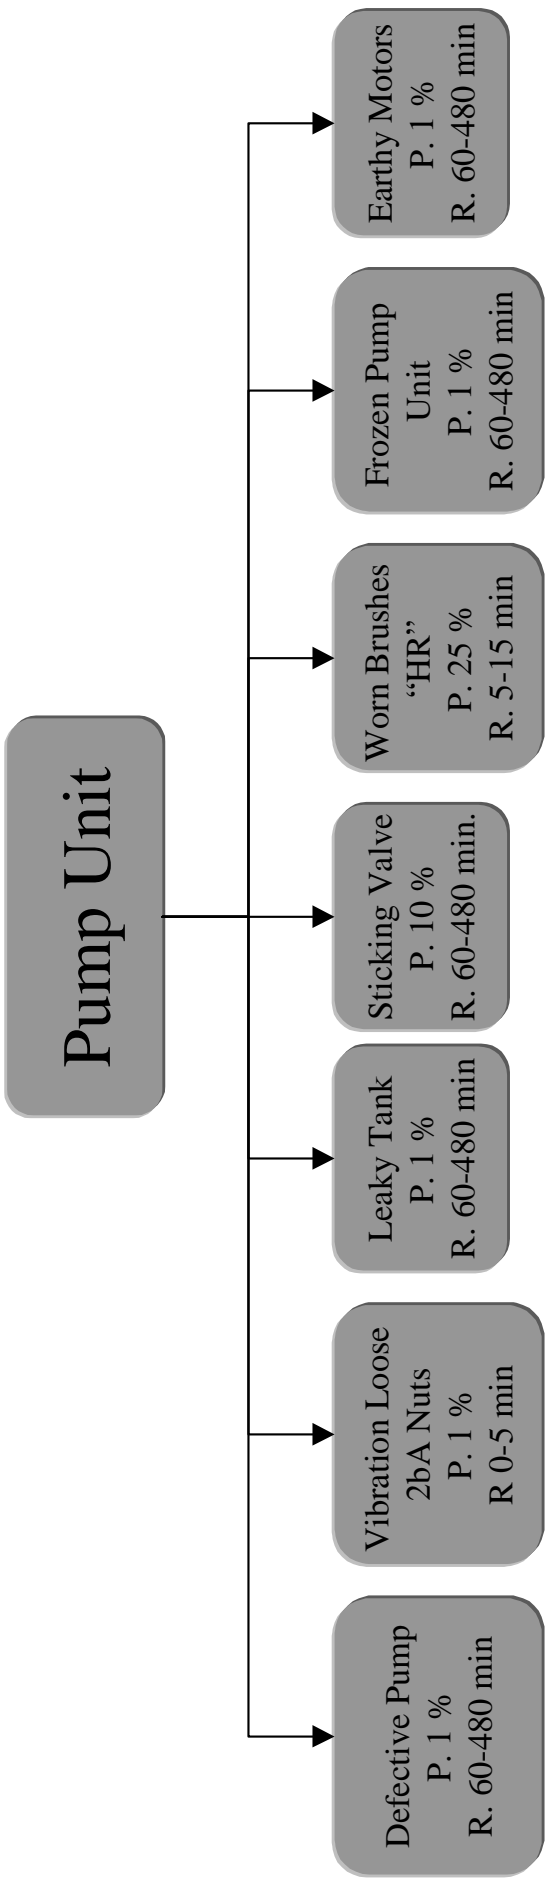 Pump Unit
Defective Pump
P. 1 %
R. 60-480 min
Vibration Loose
2bA Nuts
P. 1 %
R 0-5 min
Leaky Tank
P. 1 %
R. 60-480 min
Sticking Valve
P. 10 %
R. 60-480 min.
Worn Brushes
“HR”
P. 25 %
R. 5-15 min
Frozen Pump
Unit
P. 1 %
R. 60-480 min
Earthy Motors
P. 1 %
R. 60-480 min